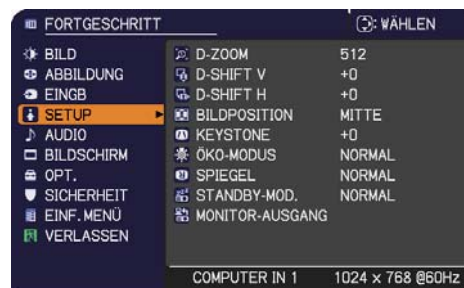 FORTGESCHRITT : WÄHLEN
BILD
ABBILDUNG
EINGB
SETUP
AUDIO
BILDSCHIRM
OPT.
SICHERHEIT
EINF. MENÜ
VERLASSEN
D-ZOOM 512
D-SHIFT V +0
D-SHIFT H +0
BILDPOSITION MITTE
KEYSTONE +0
ÖKO-MODUS NORMAL
SPIEGEL NORMAL
STANDBY-MOD. NORMAL
MONITOR-AUSGANG
COMPUTER IN 1 1024 x 768 @60Hz